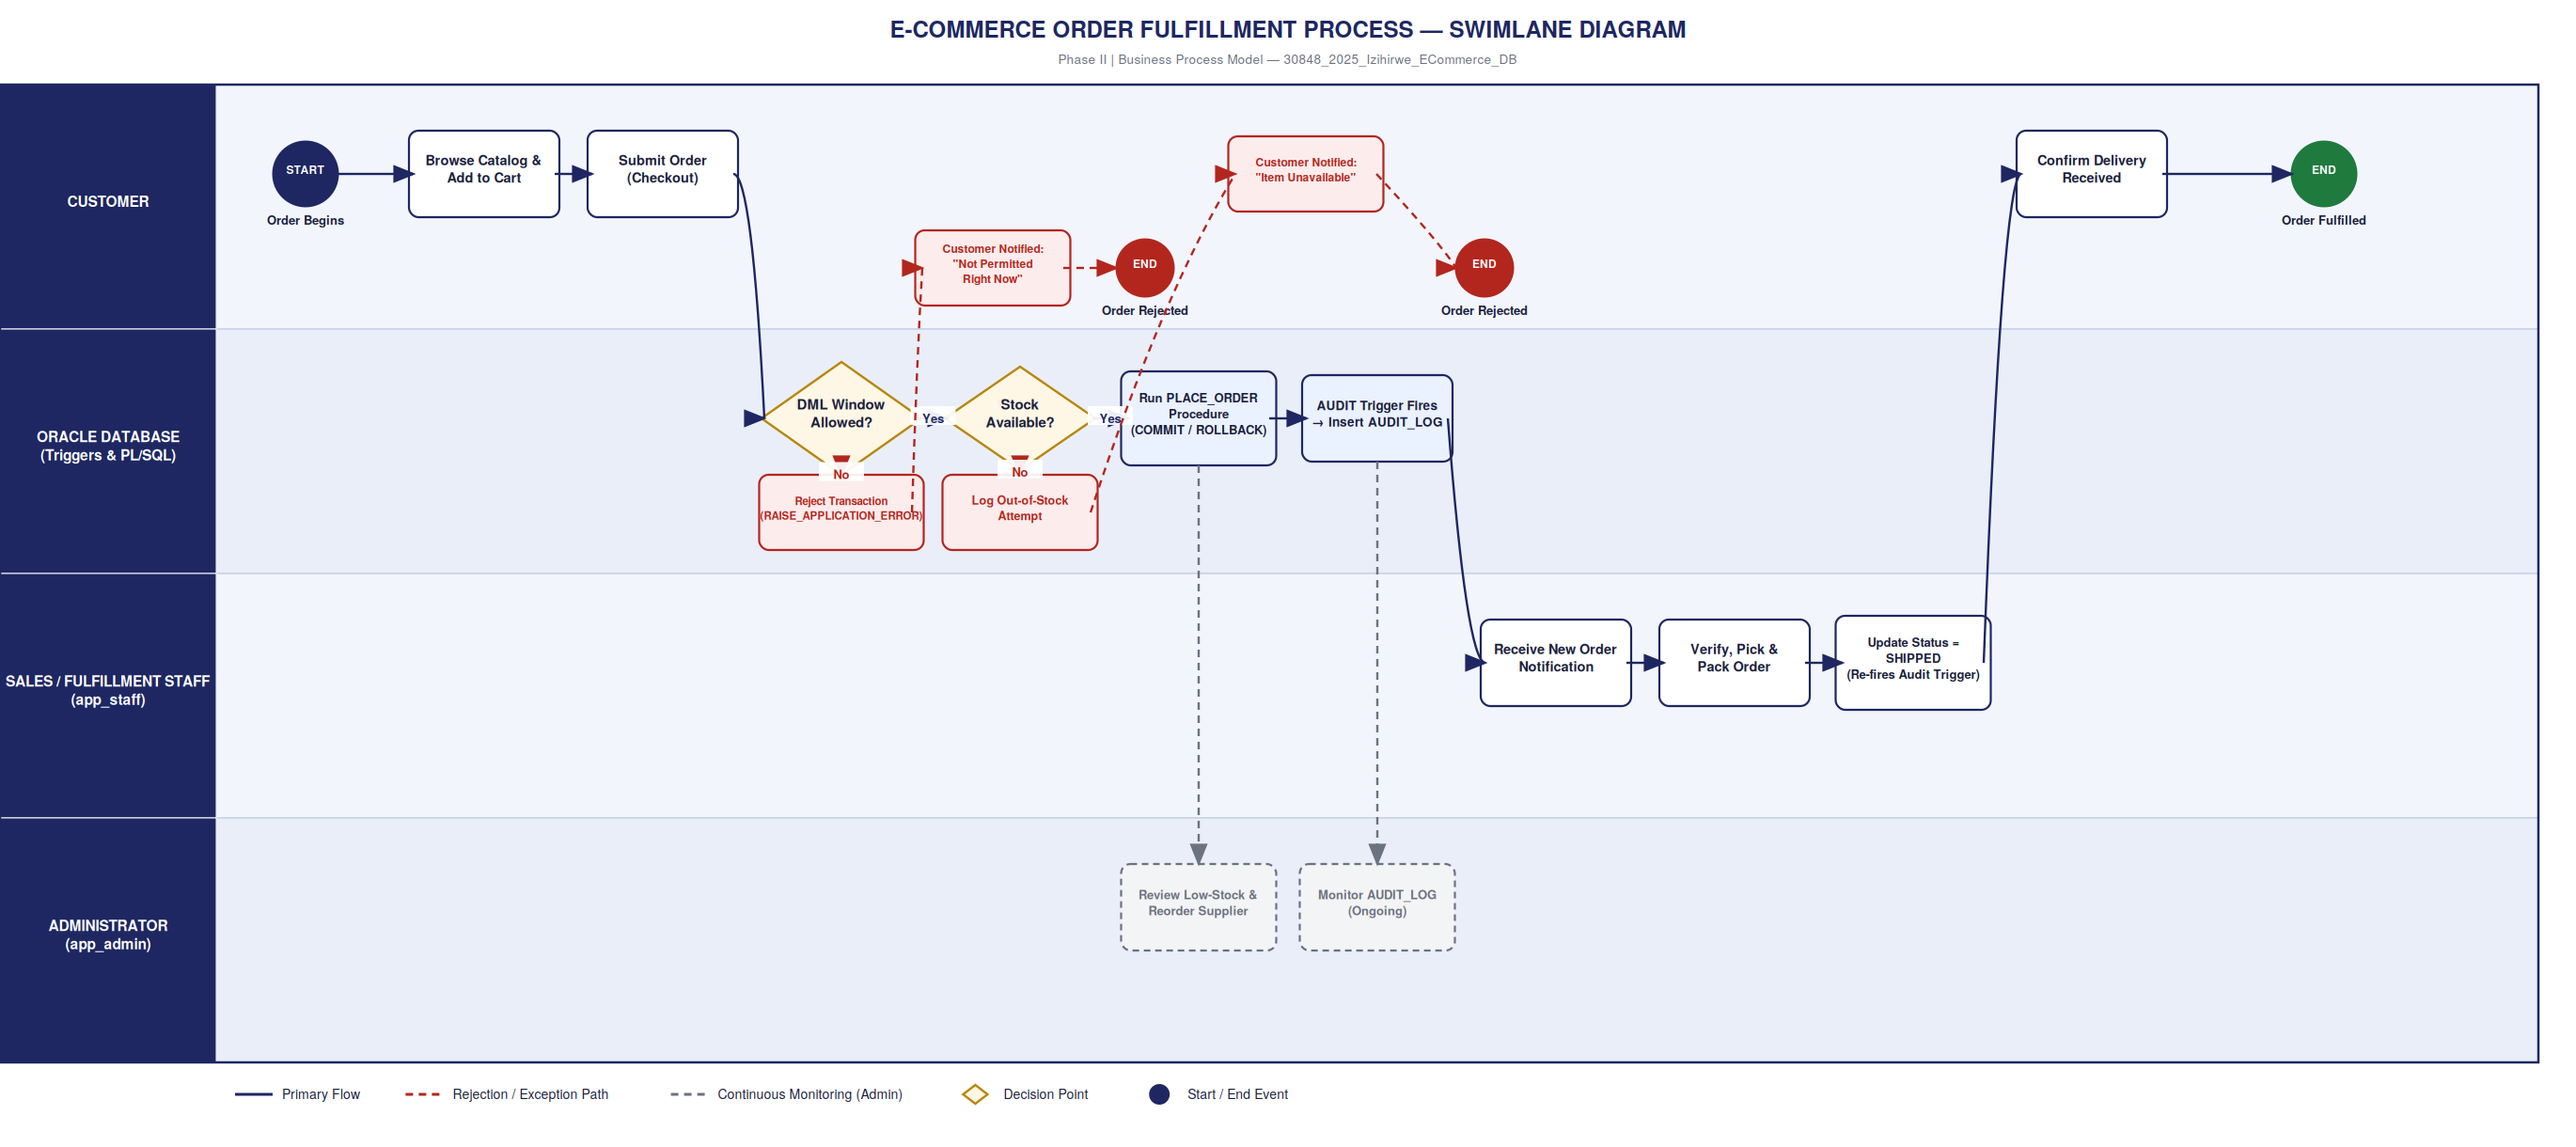 E-COMMERCE ORDER FULFILLMENT PROCESS — SWIMLANE DIAGRAM
Phase II | Business Process Model — 30848_2025_Izihirwe_ECommerce_DB
CUSTOMER
START
Order Begins
Browse Catalog &
Add to Cart
Submit Order
(Checkout)
Customer Notified:
"Not Permitted
Right Now"
END
Order Rejected
Customer Notified:
"Item Unavailable"
END
Order Rejected
Confirm Delivery
Received
END
Order Fulfilled
ORACLE DATABASE
(Triggers & PL/SQL)
DML Window
Allowed?
Yes
No
Reject Transaction
(RAISE_APPLICATION_ERROR)
Stock
Available?
Yes
No
Log Out-of-Stock
Attempt
Run PLACE_ORDER
Procedure
(COMMIT / ROLLBACK)
AUDIT Trigger Fires
→ Insert AUDIT_LOG
SALES / FULFILLMENT STAFF
(app_staff)
Receive New Order
Notification
Verify, Pick &
Pack Order
Update Status =
SHIPPED
(Re-fires Audit Trigger)
ADMINISTRATOR
(app_admin)
Review Low-Stock &
Reorder Supplier
Monitor AUDIT_LOG
(Ongoing)
Primary Flow
Rejection / Exception Path
Continuous Monitoring (Admin)
Decision Point
Start / End Event